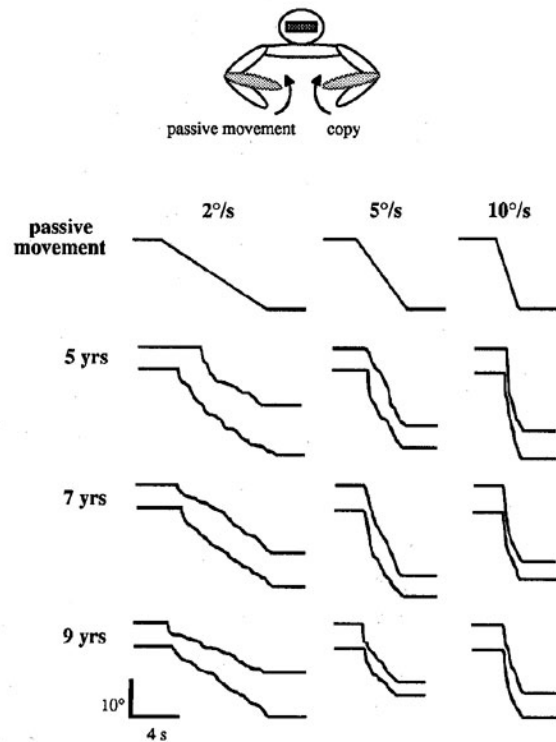 passive movement copy
2°/s 5°/s 10°/s
passive
movement
5 yrs
7 yrs
9 yrs
10°
4 s